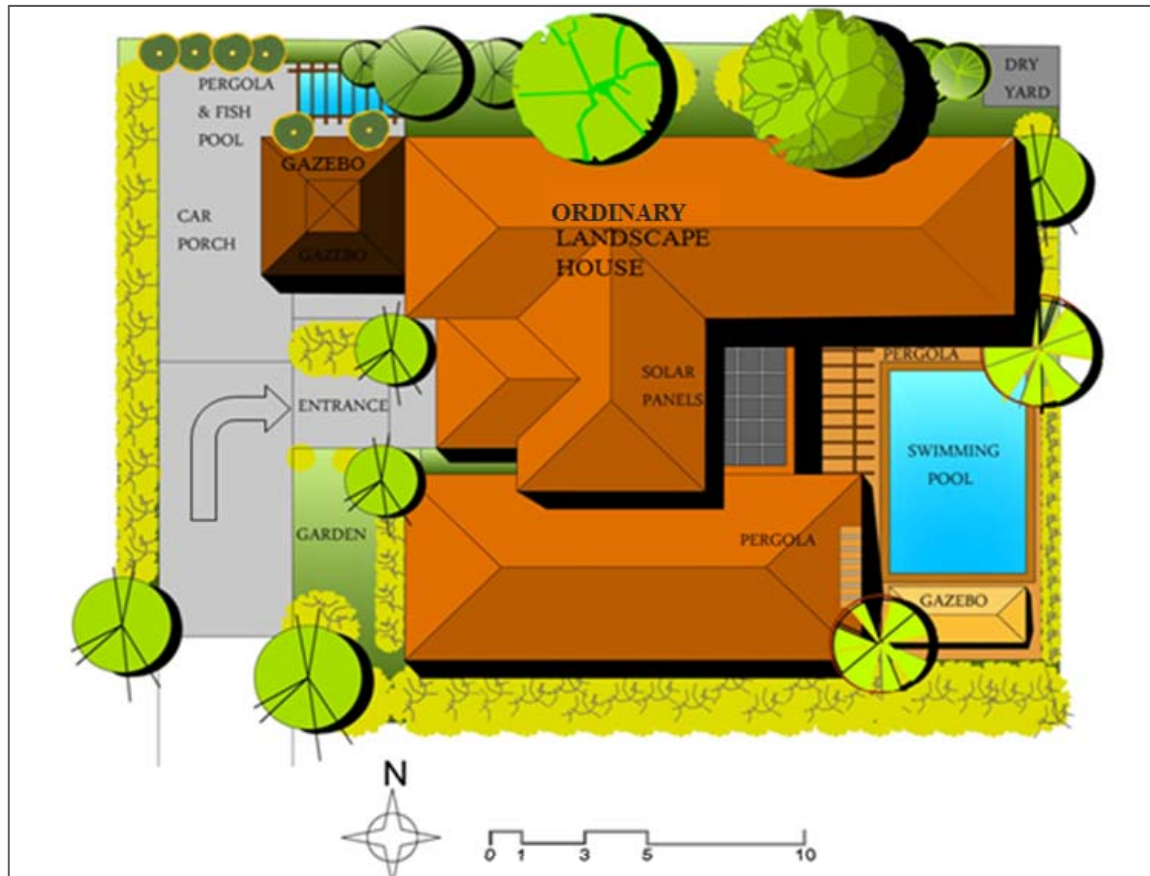 PERGOLA
& FISH
POOL
DRY
YARD
GAZEBO
CAR
PORCH
GAZEBO
ORDINARY
LANDSCAPE
HOUSE
PERGOLA
SOLAR
PANELS
ENTRANCE
SWIMMING
POOL
GARDEN
PERGOLA
GAZEBO
N
0 1 3 5 10